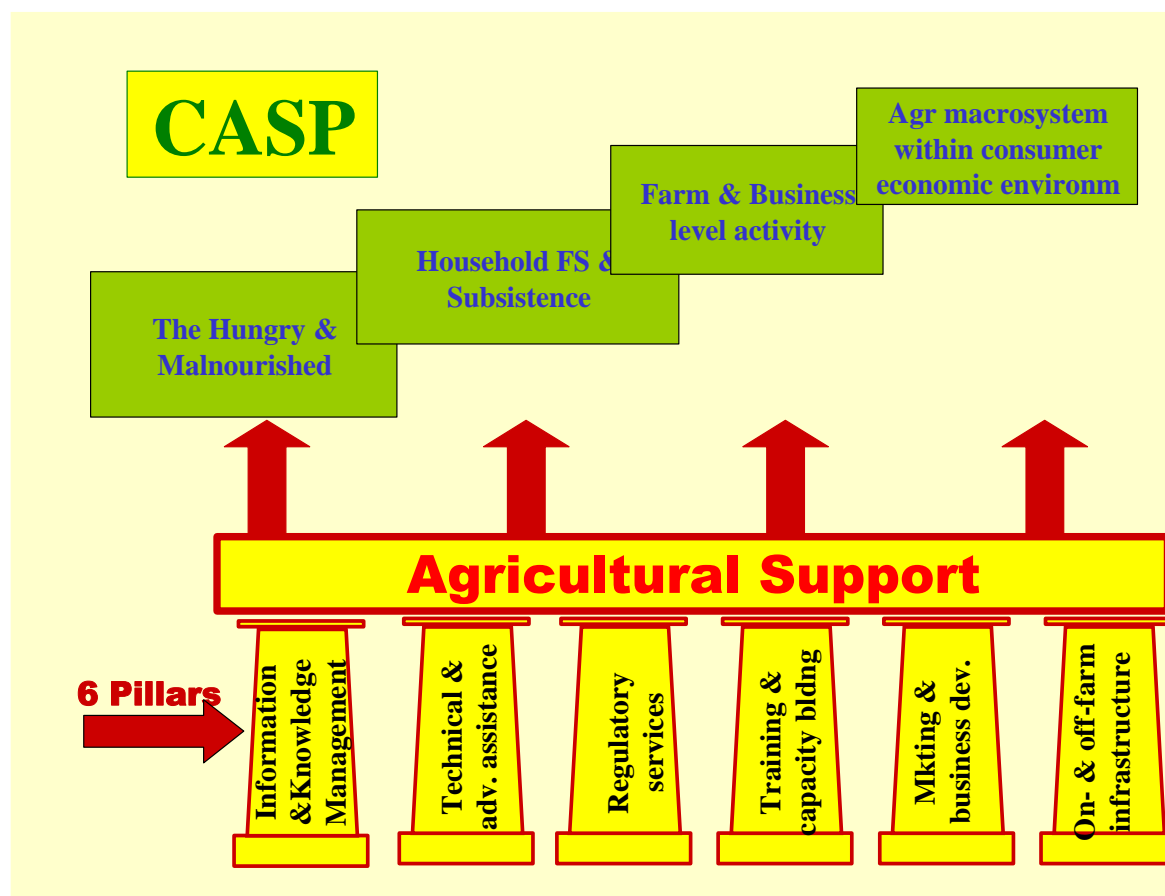 CASP
Agr macrosystem
within consumer
economic environm
Farm & Business
level activity
Household FS &
Subsistence
The Hungry &
Malnourished
Agricultural Support
6 Pillars
Information
&Knowledge
Management
Technical &
adv. assistance
Regulatory
services
Training &
capacity bldng
Mkting &
business dev.
On- & off-farm
infrastructure